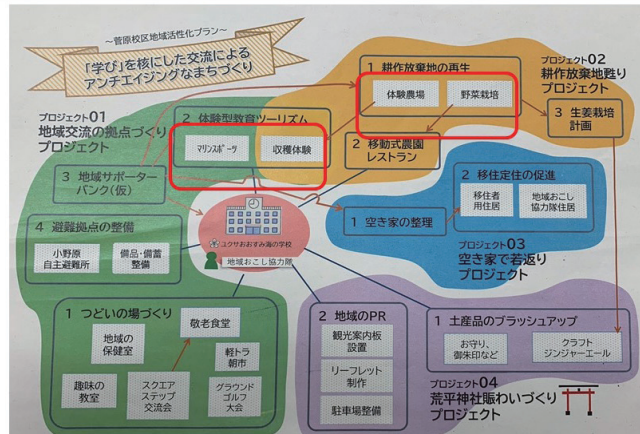 ～菅原校区地域活性化プラン～
「学び」を核にした交流による
アンチエイジングなまちづくり
プロジェクト01
地域交流の拠点づくり
プロジェクト
2 体験型教育ツーリズム
マリンスポーツ
収穫体験
3 地域サポーター
バンク(仮)
4 避難拠点の整備
小野原
自主避難所
備品・備蓄
整備
1 つどいの場づくり
敬老食堂
地域の
保健室
軽トラ
朝市
趣味の
教室
スクエア
ステップ
交流会
グラウンド
ゴルフ
大会
ユクサおおすみ海の学校
地域おこし協力隊
プロジェクト02
耕作放棄地甦り
プロジェクト
1 耕作放棄地の再生
体験農場
野菜栽培
2 移動式農園
レストラン
3 生姜栽培
計画
2 移住定住の促進
移住者
用住居
地域おこし
協力隊住居
1 空き家の整理
プロジェクト03
空き家で若返り
プロジェクト
2 地域のPR
観光案内板
設置
リーフレット
制作
駐車場整備
1 土産品のブラッシュアップ
お守り、
御朱印など
クラフト
ジンジャーエール
プロジェクト04
荒平神社賑わいづくり
プロジェクト